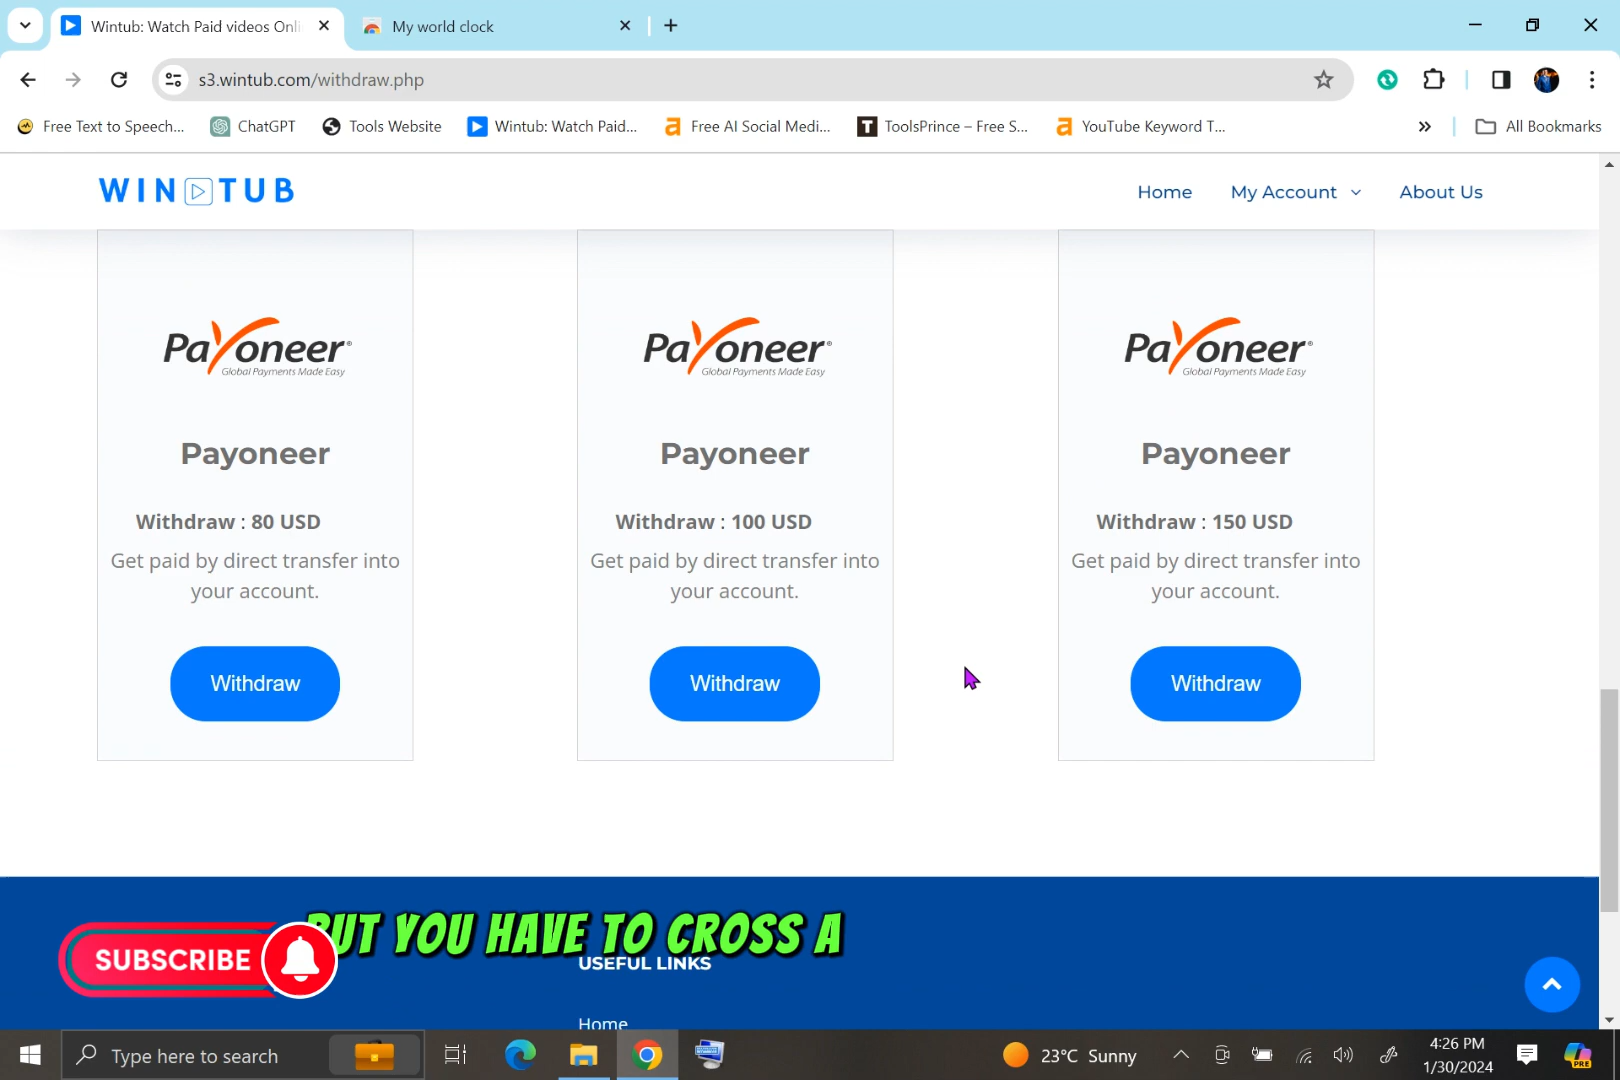 Wintub: Watch Paid videos Onli
My world clock
s3.wintub.com/withdraw.php
Free Text to Speech...
ChatGPT
Tools Website
Wintub: Watch Paid...
Free AI Social Medi...
ToolsPrince – Free S...
YouTube Keyword T...
All Bookmarks
WIN TUB
Home
My Account
About Us
Payoneer
Global Payments Made Easy
Payoneer
Withdraw : 80 USD
Get paid by direct transfer into
your account.
Withdraw
Payoneer
Global Payments Made Easy
Payoneer
Withdraw : 100 USD
Get paid by direct transfer into
your account.
Withdraw
Payoneer
Global Payments Made Easy
Payoneer
Withdraw : 150 USD
Get paid by direct transfer into
your account.
Withdraw
BUT YOU HAVE TO CROSS A
SUBSCRIBE
USEFUL LINKS
Home
Type here to search
23°C Sunny
4:26 PM
1/30/2024
PRE